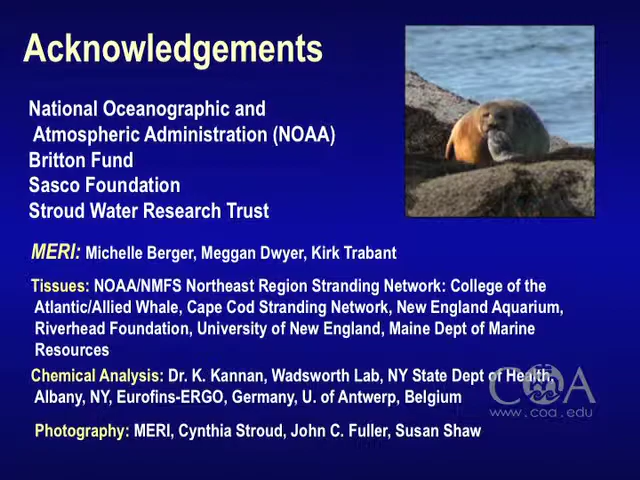 Acknowledgements
National Oceanographic and
Atmospheric Administration (NOAA)
Britton Fund
Sasco Foundation
Stroud Water Research Trust
MERI: Michelle Berger, Meggan Dwyer, Kirk Trabant
Tissues: NOAA/NMFS Northeast Region Stranding Network: College of the
Atlantic/Allied Whale, Cape Cod Stranding Network, New England Aquarium,
Riverhead Foundation, University of New England, Maine Dept of Marine
Resources
Chemical Analysis: Dr. K. Kannan, Wadsworth Lab, NY State Dept of Health,
Albany, NY, Eurofins-ERGO, Germany, U. of Antwerp, Belgium
COA
www.coa.edu
Photography: MERI, Cynthia Stroud, John C. Fuller, Susan Shaw